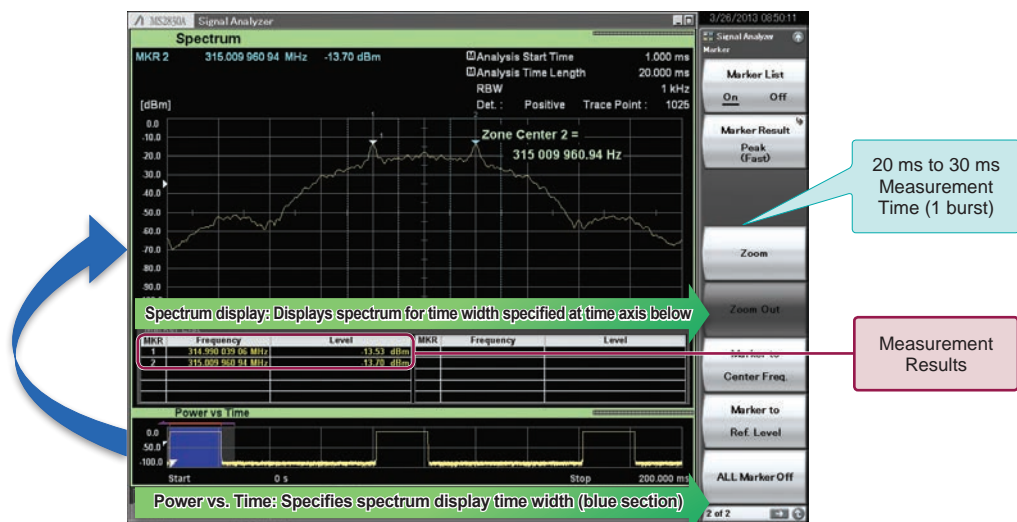 MS2850A Signal Analyzer
3/26/2013 08:50:11
Spectrum
MKR 2 315.009 960 94 MHz -13.70 dBm
Analysis Start Time 1.000 ms
Analysis Time Length 20.000 ms
RBW 1 kHz
Det. : Positive Trace Point : 1025
[dBm]
0.0
-10.0
-20.0
-30.0
-40.0
-50.0
-60.0
-70.0
-80.0
-90.0
1
2
1
Zone Center 2 =
315 009 960.94 Hz
Spectrum display: Displays spectrum for time width specified at time axis below
MKR Frequency Level MKR Frequency Level
1 314.990 039 06 MHz -13.53 dBm
2 315.009 960 94 MHz -13.70 dBm
Power vs Time
0.0
-50.0
-100.0
Start 0 s Stop 200.000 ms
Power vs. Time: Specifies spectrum display time width (blue section)
Signal Analyzer
Marker
Marker List
On Off
Marker Result
Peak
(Fast)
Zoom
Zoom Out
Marker to
Center Freq.
Marker to
Ref. Level
ALL Marker Off
2 of 2
20 ms to 30 ms
Measurement
Time (1 burst)
Measurement
Results